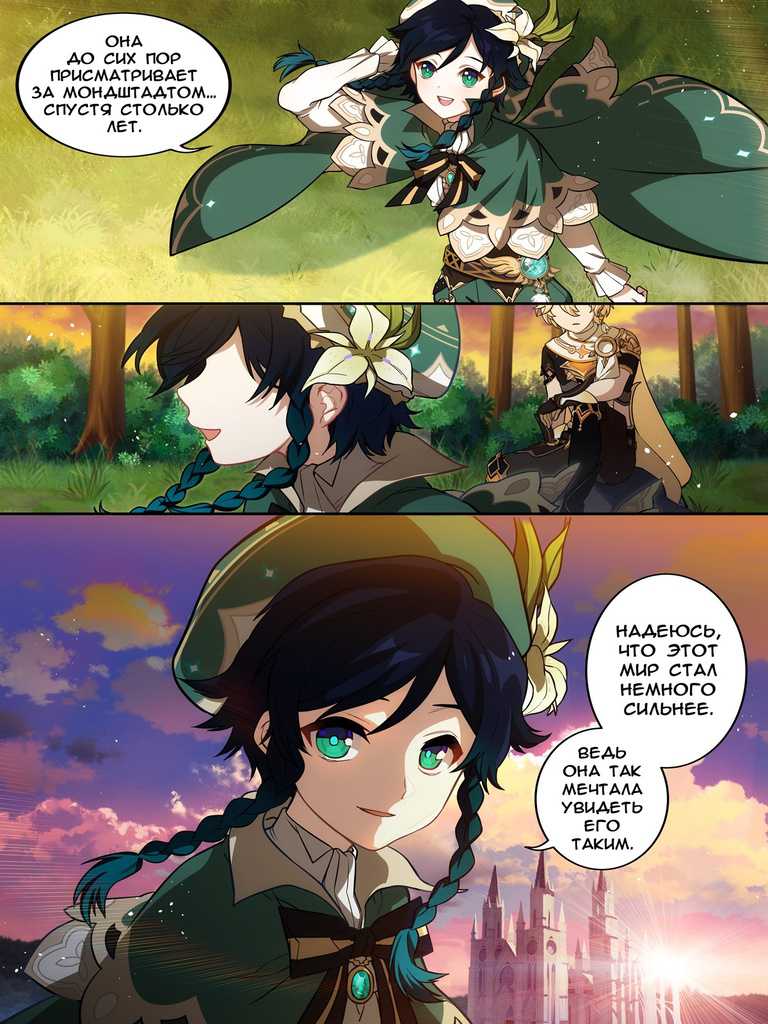 ОНА
ДО СИХ ПОР
ПРИСМАТРИВАЕТ
ЗА МОНДШТАДТОМ...
СПУСТЯ СТОЛЬКО
ЛЕТ.
НАДЕЮСЬ,
ЧТО ЭТОТ
МИР СТАЛ
НЕМНОГО
СИЛЬНЕЕ.
ВЕДЬ
ОНА ТАК
МЕЧТАЛА
УВИДЕТЬ
ЕГО
ТАКИМ.